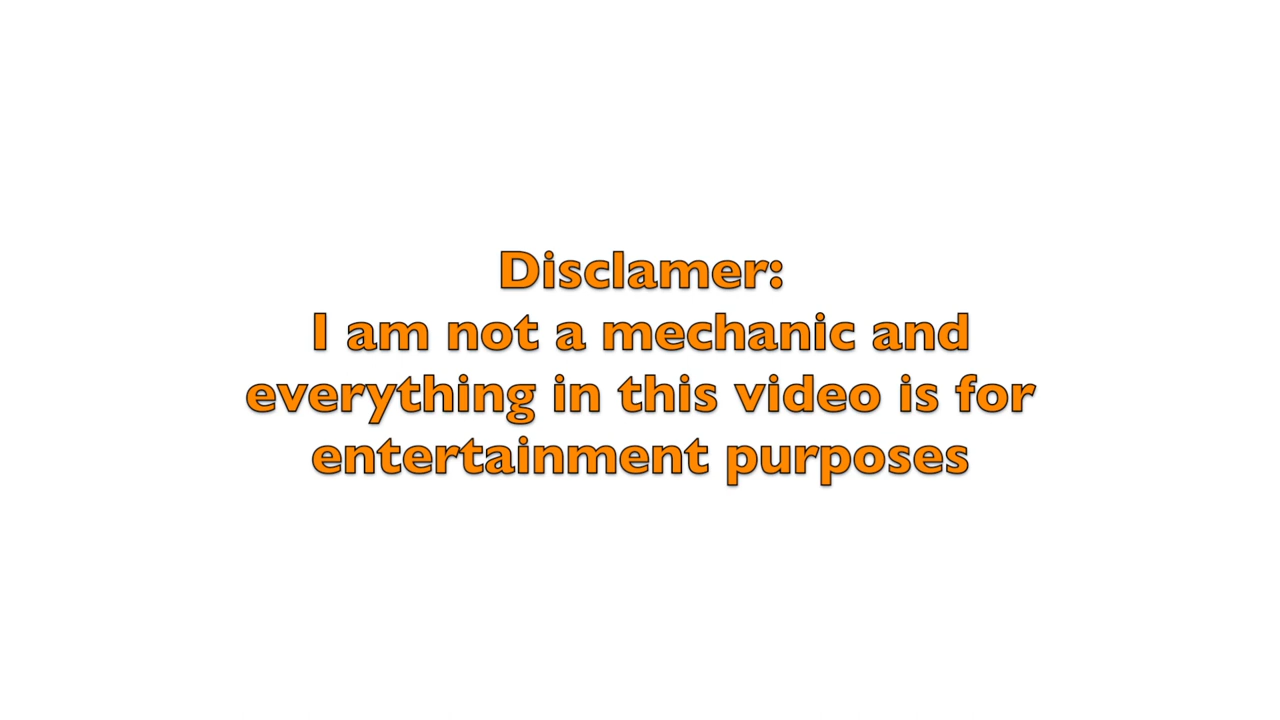 Disclamer:
I am not a mechanic and
everything in this video is for
entertainment purposes